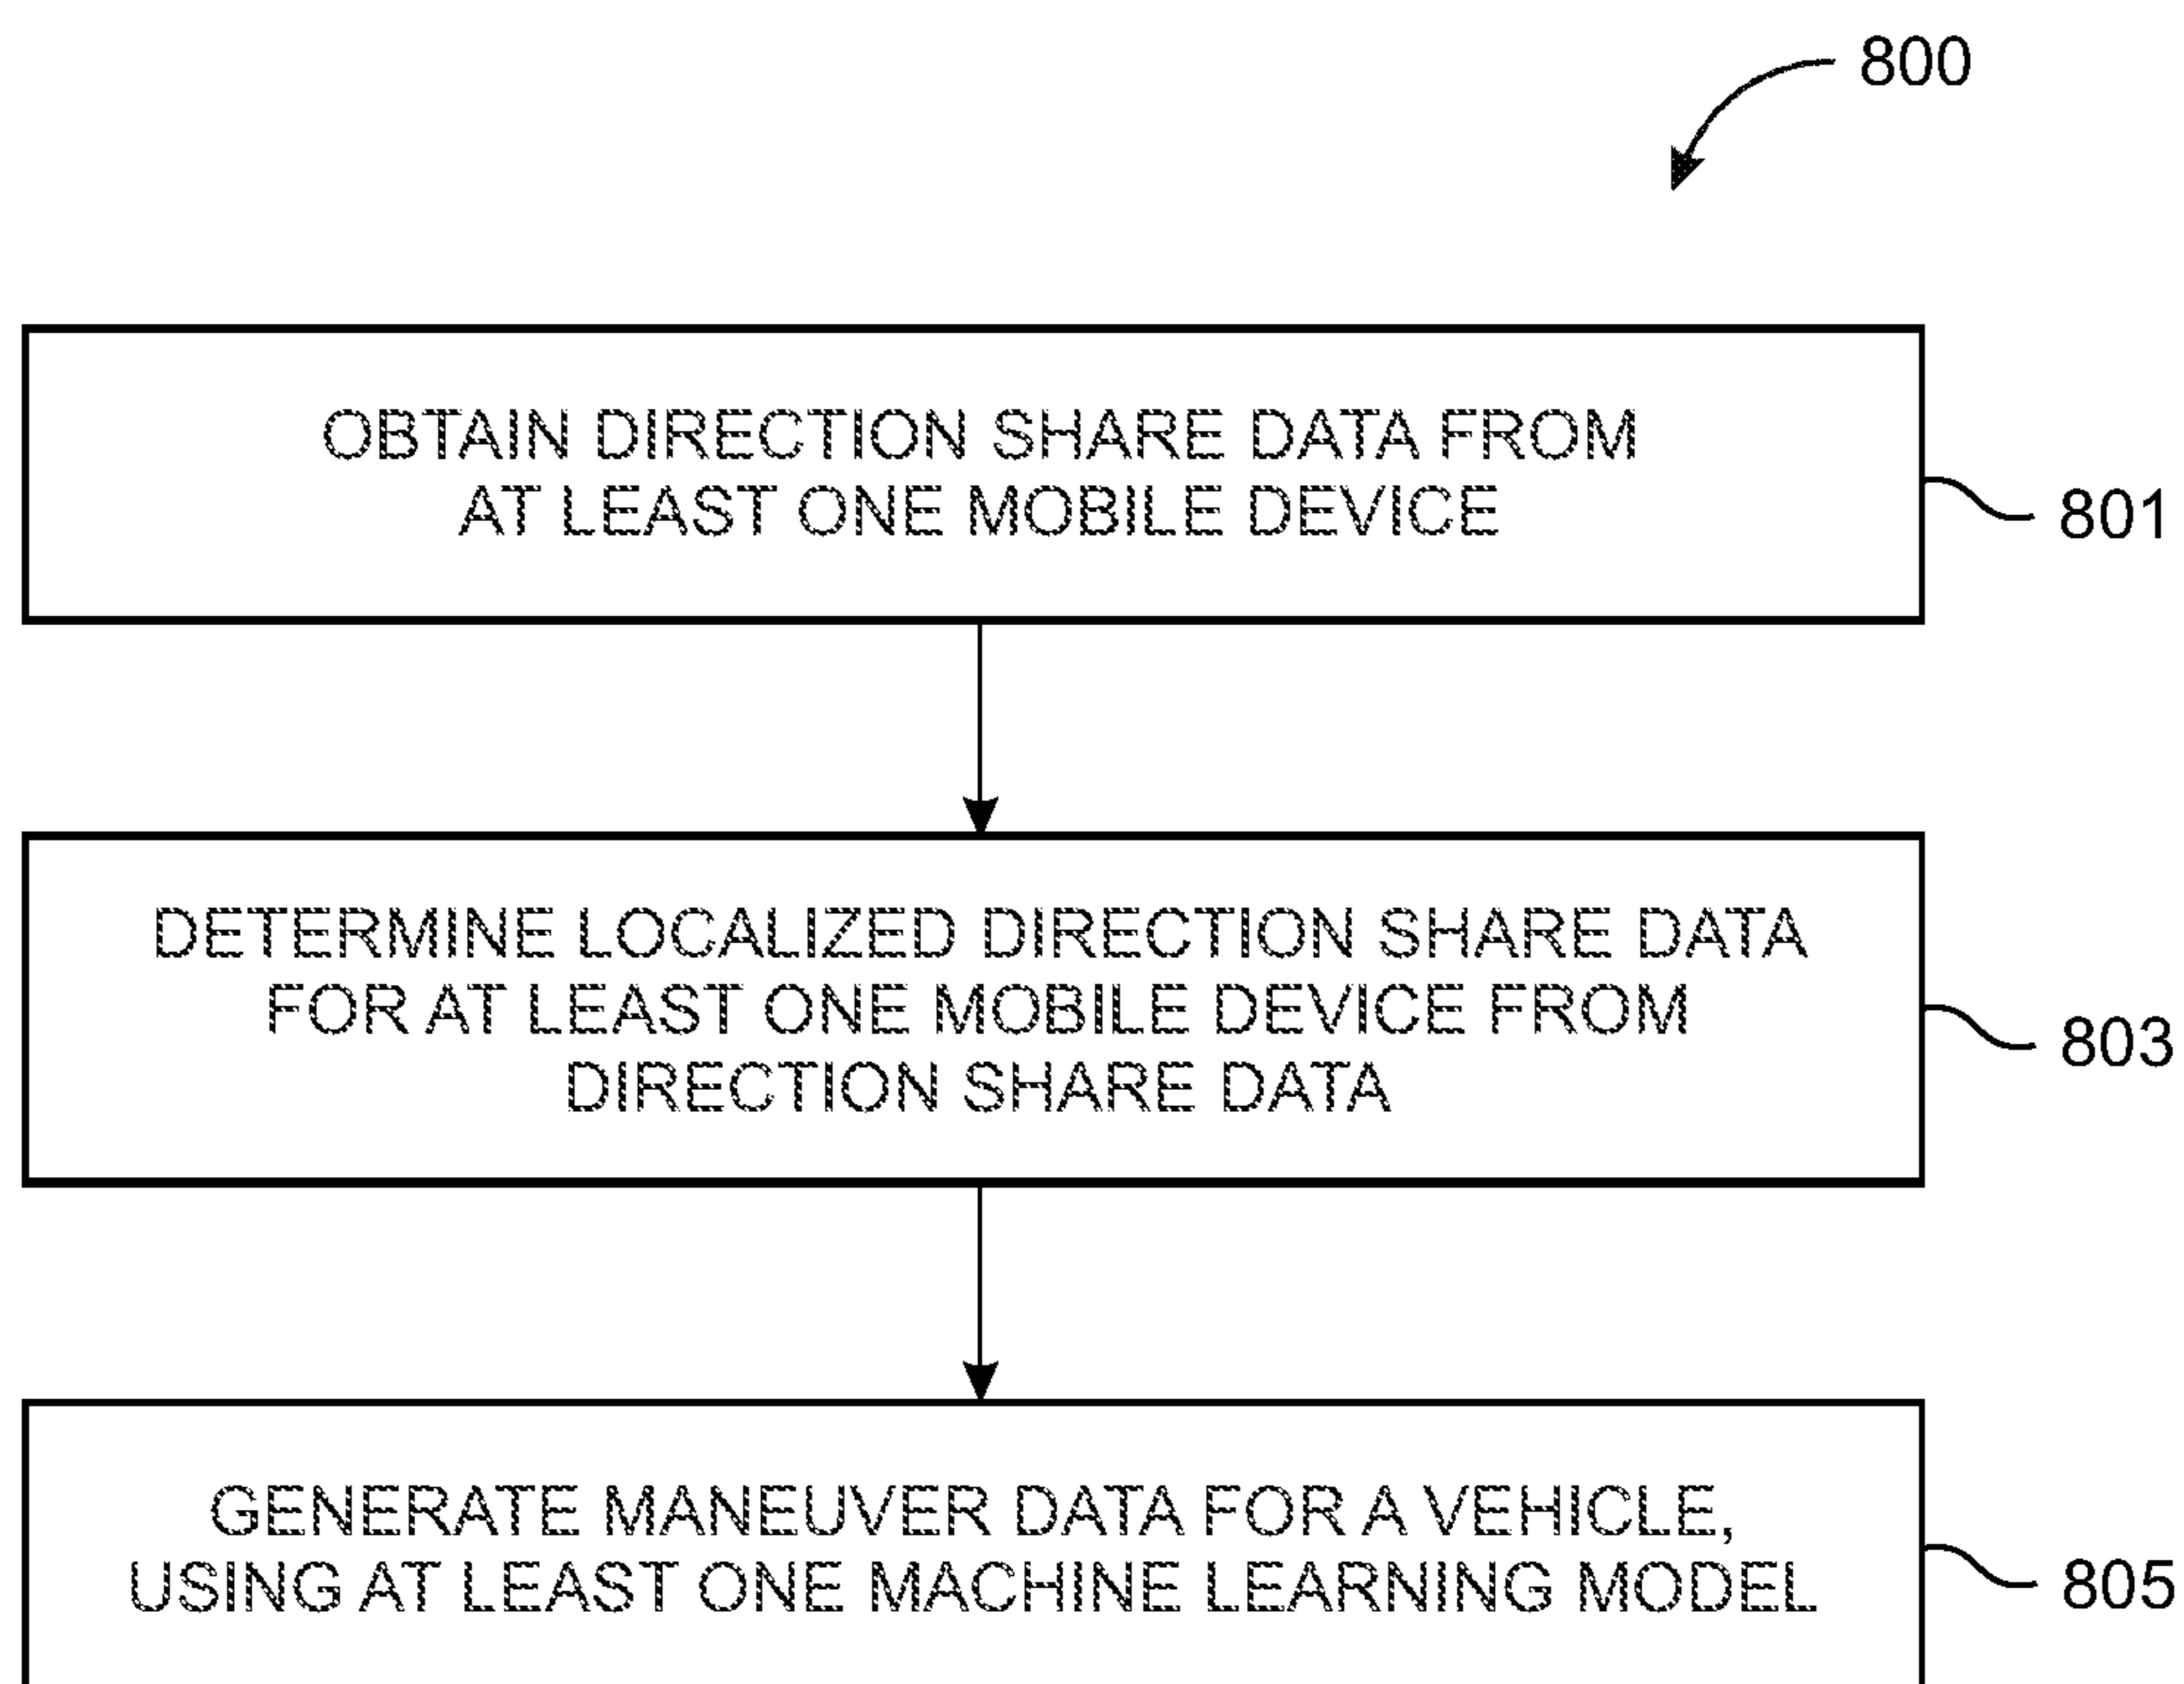 800
OBTAIN DIRECTION SHARE DATA FROM
AT LEAST ONE MOBILE DEVICE
801
DETERMINE LOCALIZED DIRECTION SHARE DATA
FOR AT LEAST ONE MOBILE DEVICE FROM
DIRECTION SHARE DATA
803
GENERATE MANEUVER DATA FOR A VEHICLE,
USING AT LEAST ONE MACHINE LEARNING MODEL
805